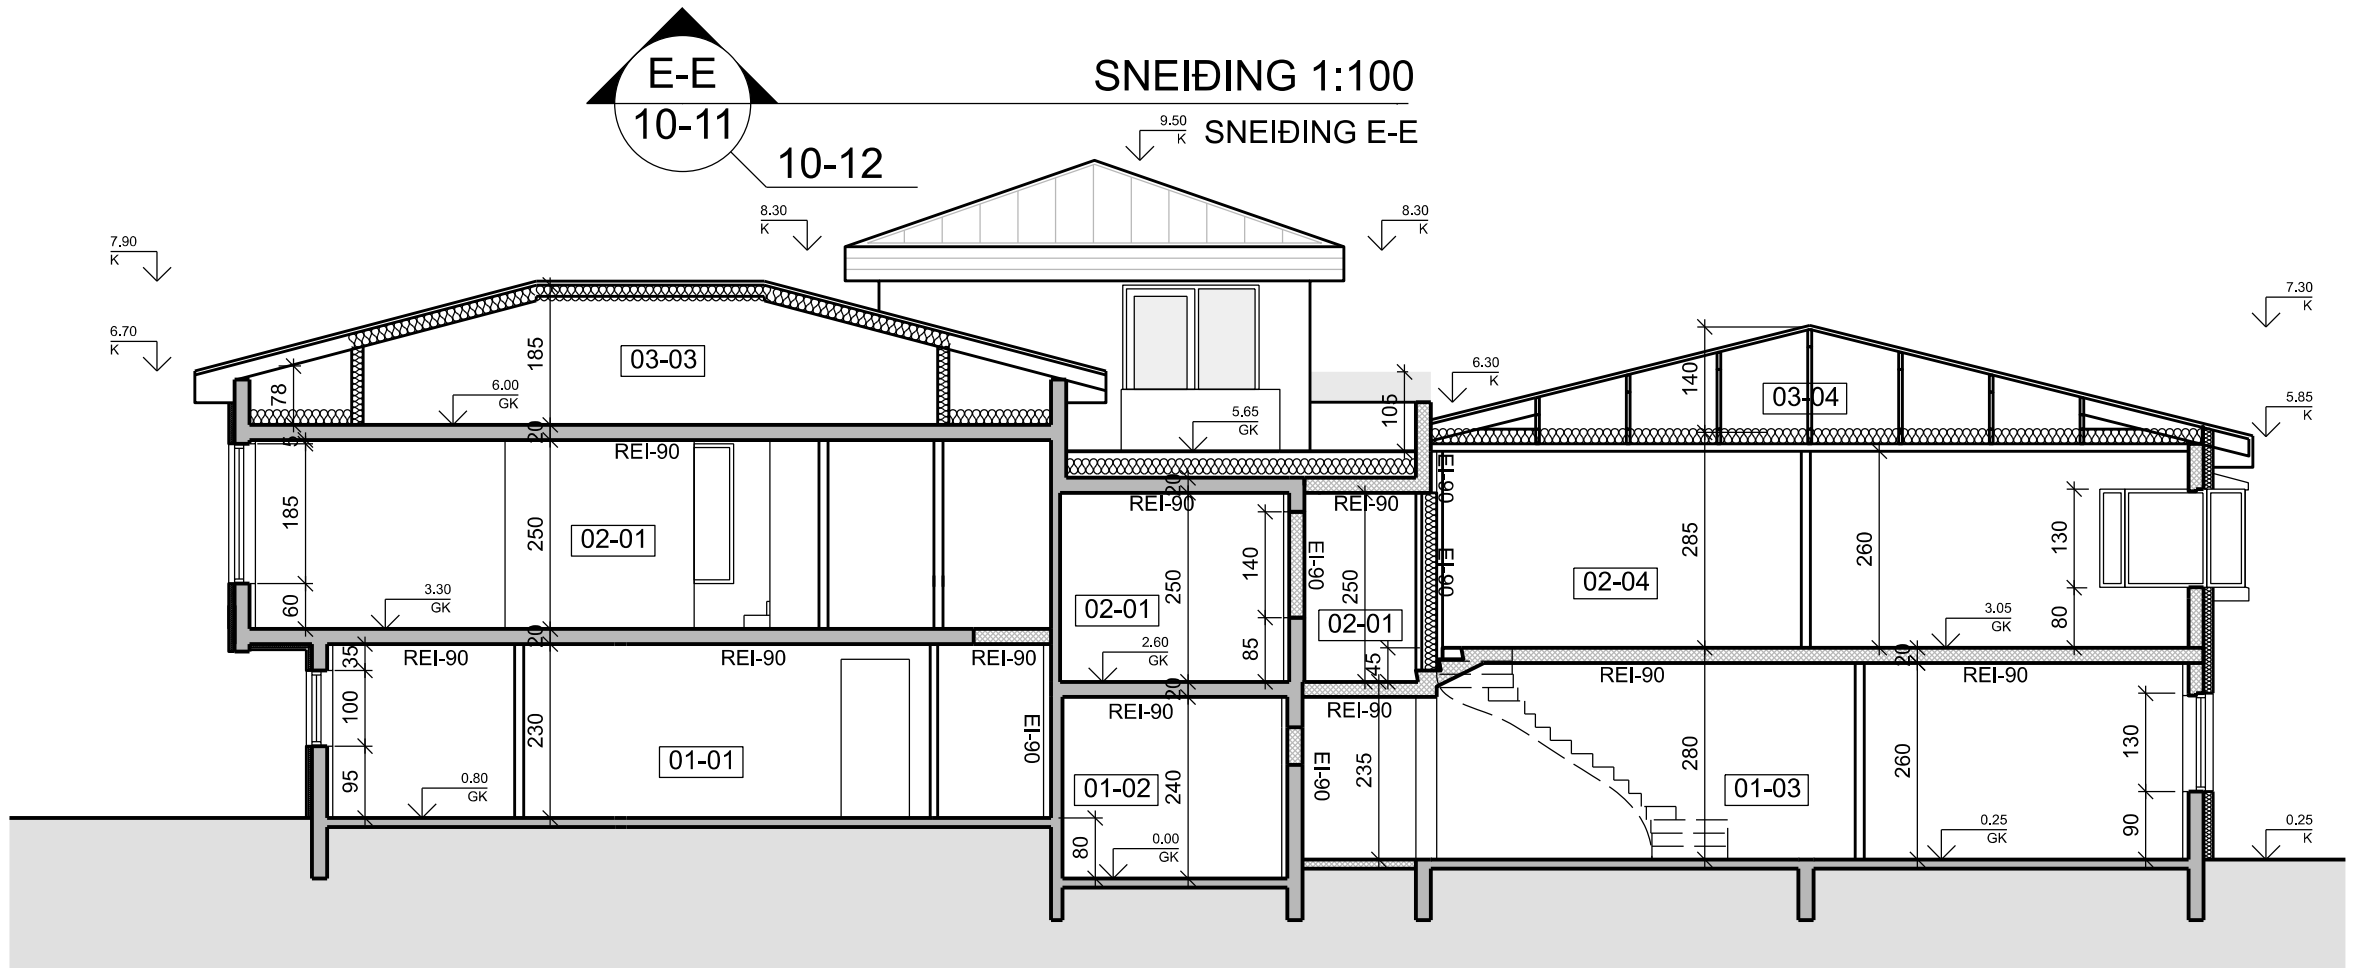 E-E
10-11
10-12
SNEIÐING 1:100
SNEIÐING E-E
9.50
K
8.30
K
8.30
K
7.90
K
6.70
K
7.30
K
6.30
K
5.85
K
185
03-03
78
6.00
GK
20
5
REI-90
105
5.65
GK
140
03-04
20
REI-90
REI-90
EI-90
185
250
02-01
140
EI-90
250
250
EI-90
285
260
130
02-04
60
3.30
GK
02-01
02-01
3.05
GK
80
20
2.60
GK
85
45
20
35
REI-90
REI-90
REI-90
20
REI-90
REI-90
REI-90
REI-90
100
230
EI-90
01-01
95
0.80
GK
01-02
240
EI-90
235
280
01-03
260
130
90
80
0.00
GK
0.25
GK
0.25
K